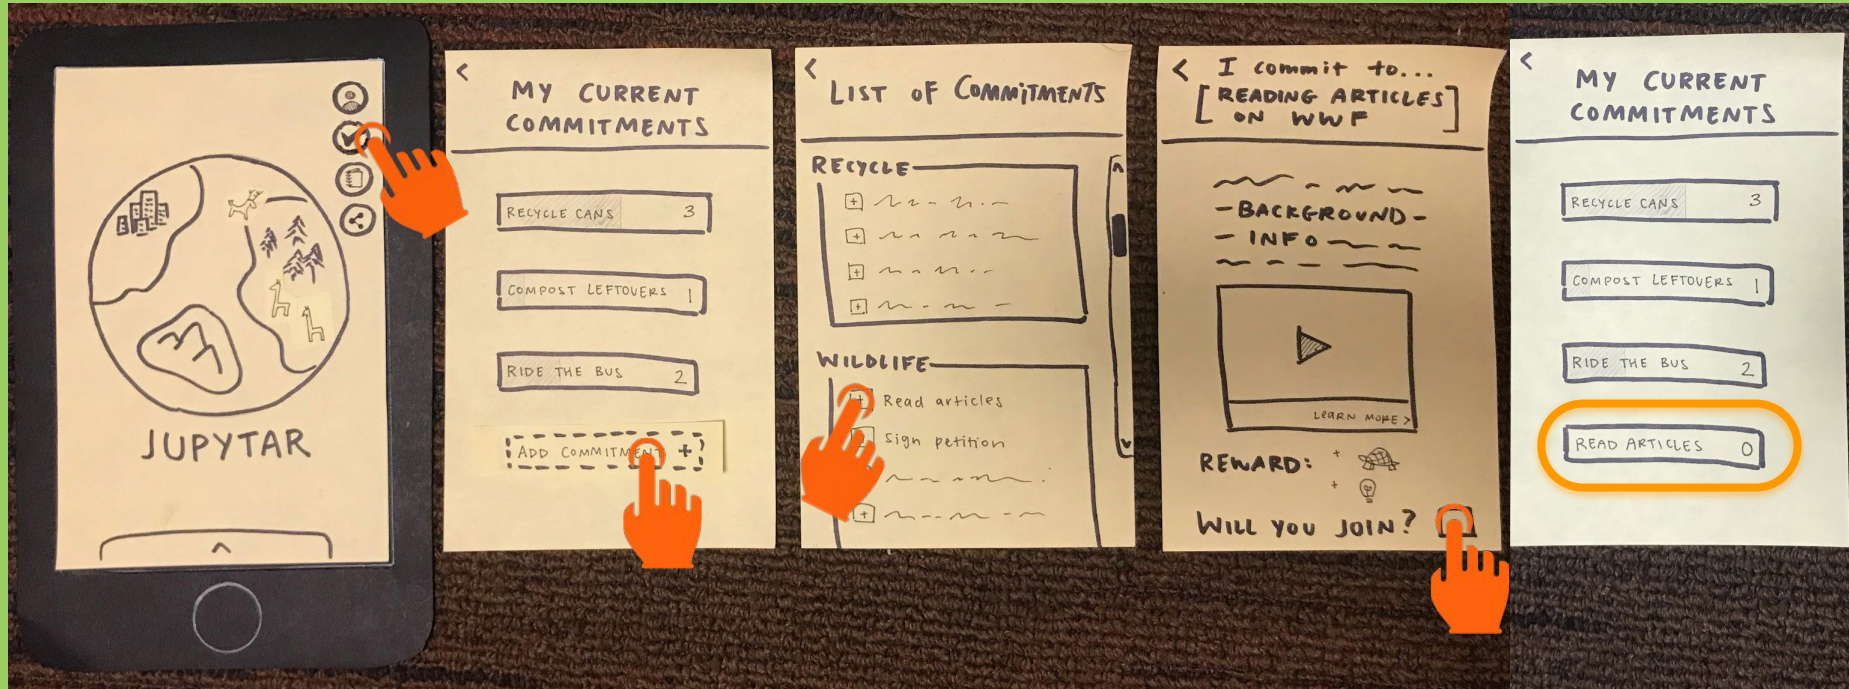 JUPYTAR
<
MY CURRENT
COMMITMENTS
RECYCLE CANS 3
COMPOST LEFTOVERS 1
RIDE THE BUS 2
ADD COMMITMENT +
<
LIST OF COMMITMENTS
RECYCLE
+
+
+
+
WILDLIFE
+ Read articles
Sign petition
+
< I commit to...
[READING ARTICLES
ON WWF]
- BACKGROUND -
- INFO -
LEARN MORE >
REWARD: +
+
WILL YOU JOIN?
<
MY CURRENT
COMMITMENTS
RECYCLE CANS 3
COMPOST LEFTOVERS 1
RIDE THE BUS 2
READ ARTICLES 0